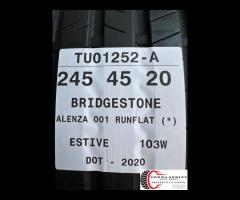 TU01252-A
245 45 20
BRIDGESTONE
ALENZA 001 RUNFLAT (*)
ESTIVE 103W
DOT - 2020